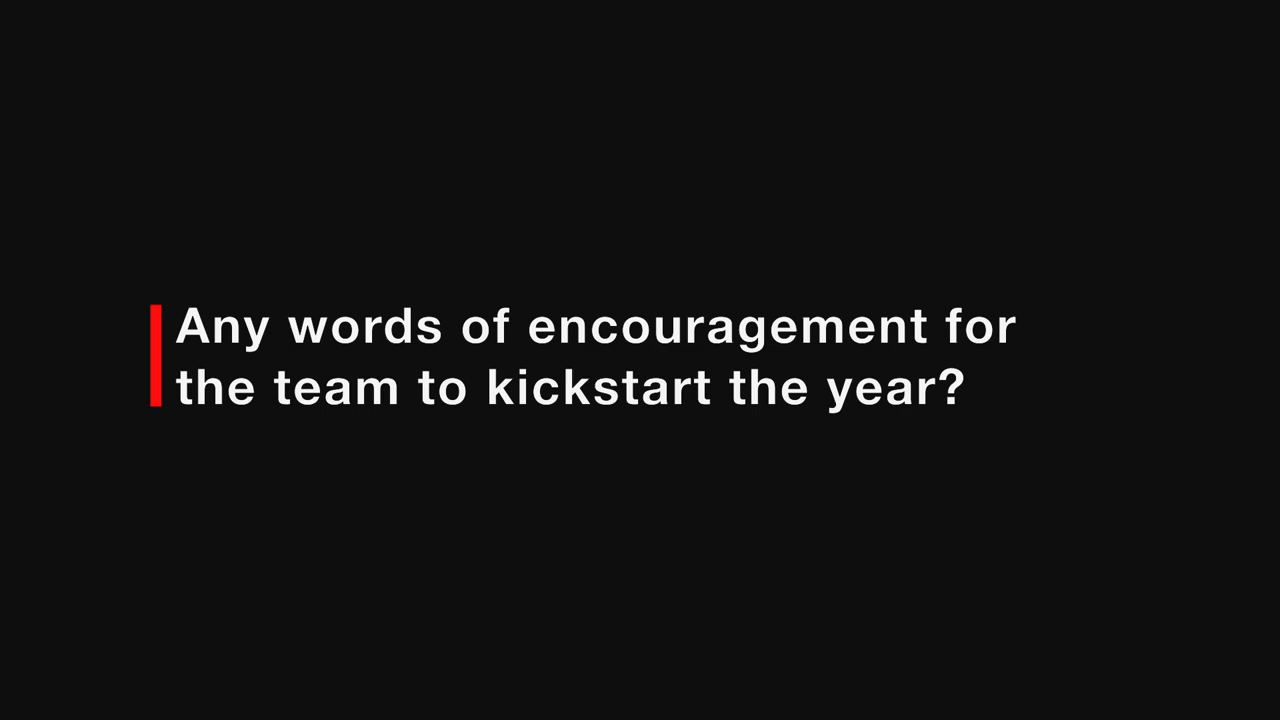 Any words of encouragement for
the team to kickstart the year?